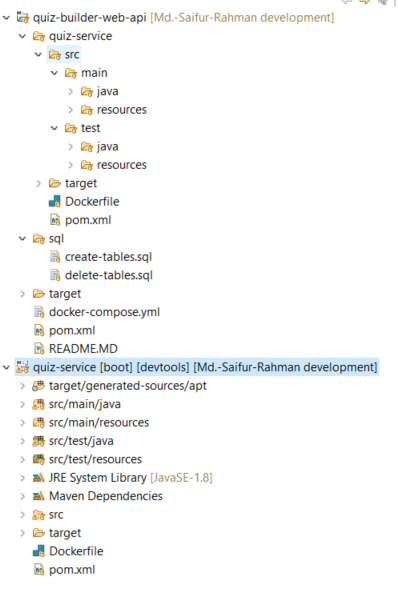 quiz-builder-web-api [Md.-Saifur-Rahman development]
quiz-service
src
main
java
resources
test
java
resources
target
Dockerfile
pom.xml
sql
create-tables.sql
delete-tables.sql
target
docker-compose.yml
pom.xml
README.MD
quiz-service [boot] [devtools] [Md.-Saifur-Rahman development]
target/generated-sources/apt
src/main/java
src/main/resources
src/test/java
src/test/resources
JRE System Library [JavaSE-1.8]
Maven Dependencies
src
target
Dockerfile
pom.xml